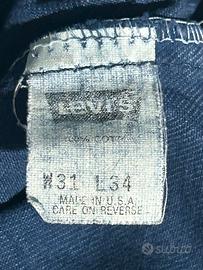 Levi's
100% COTTON
W31 L34
MADE IN U.S.A.
CARE ON REVERSE
subito